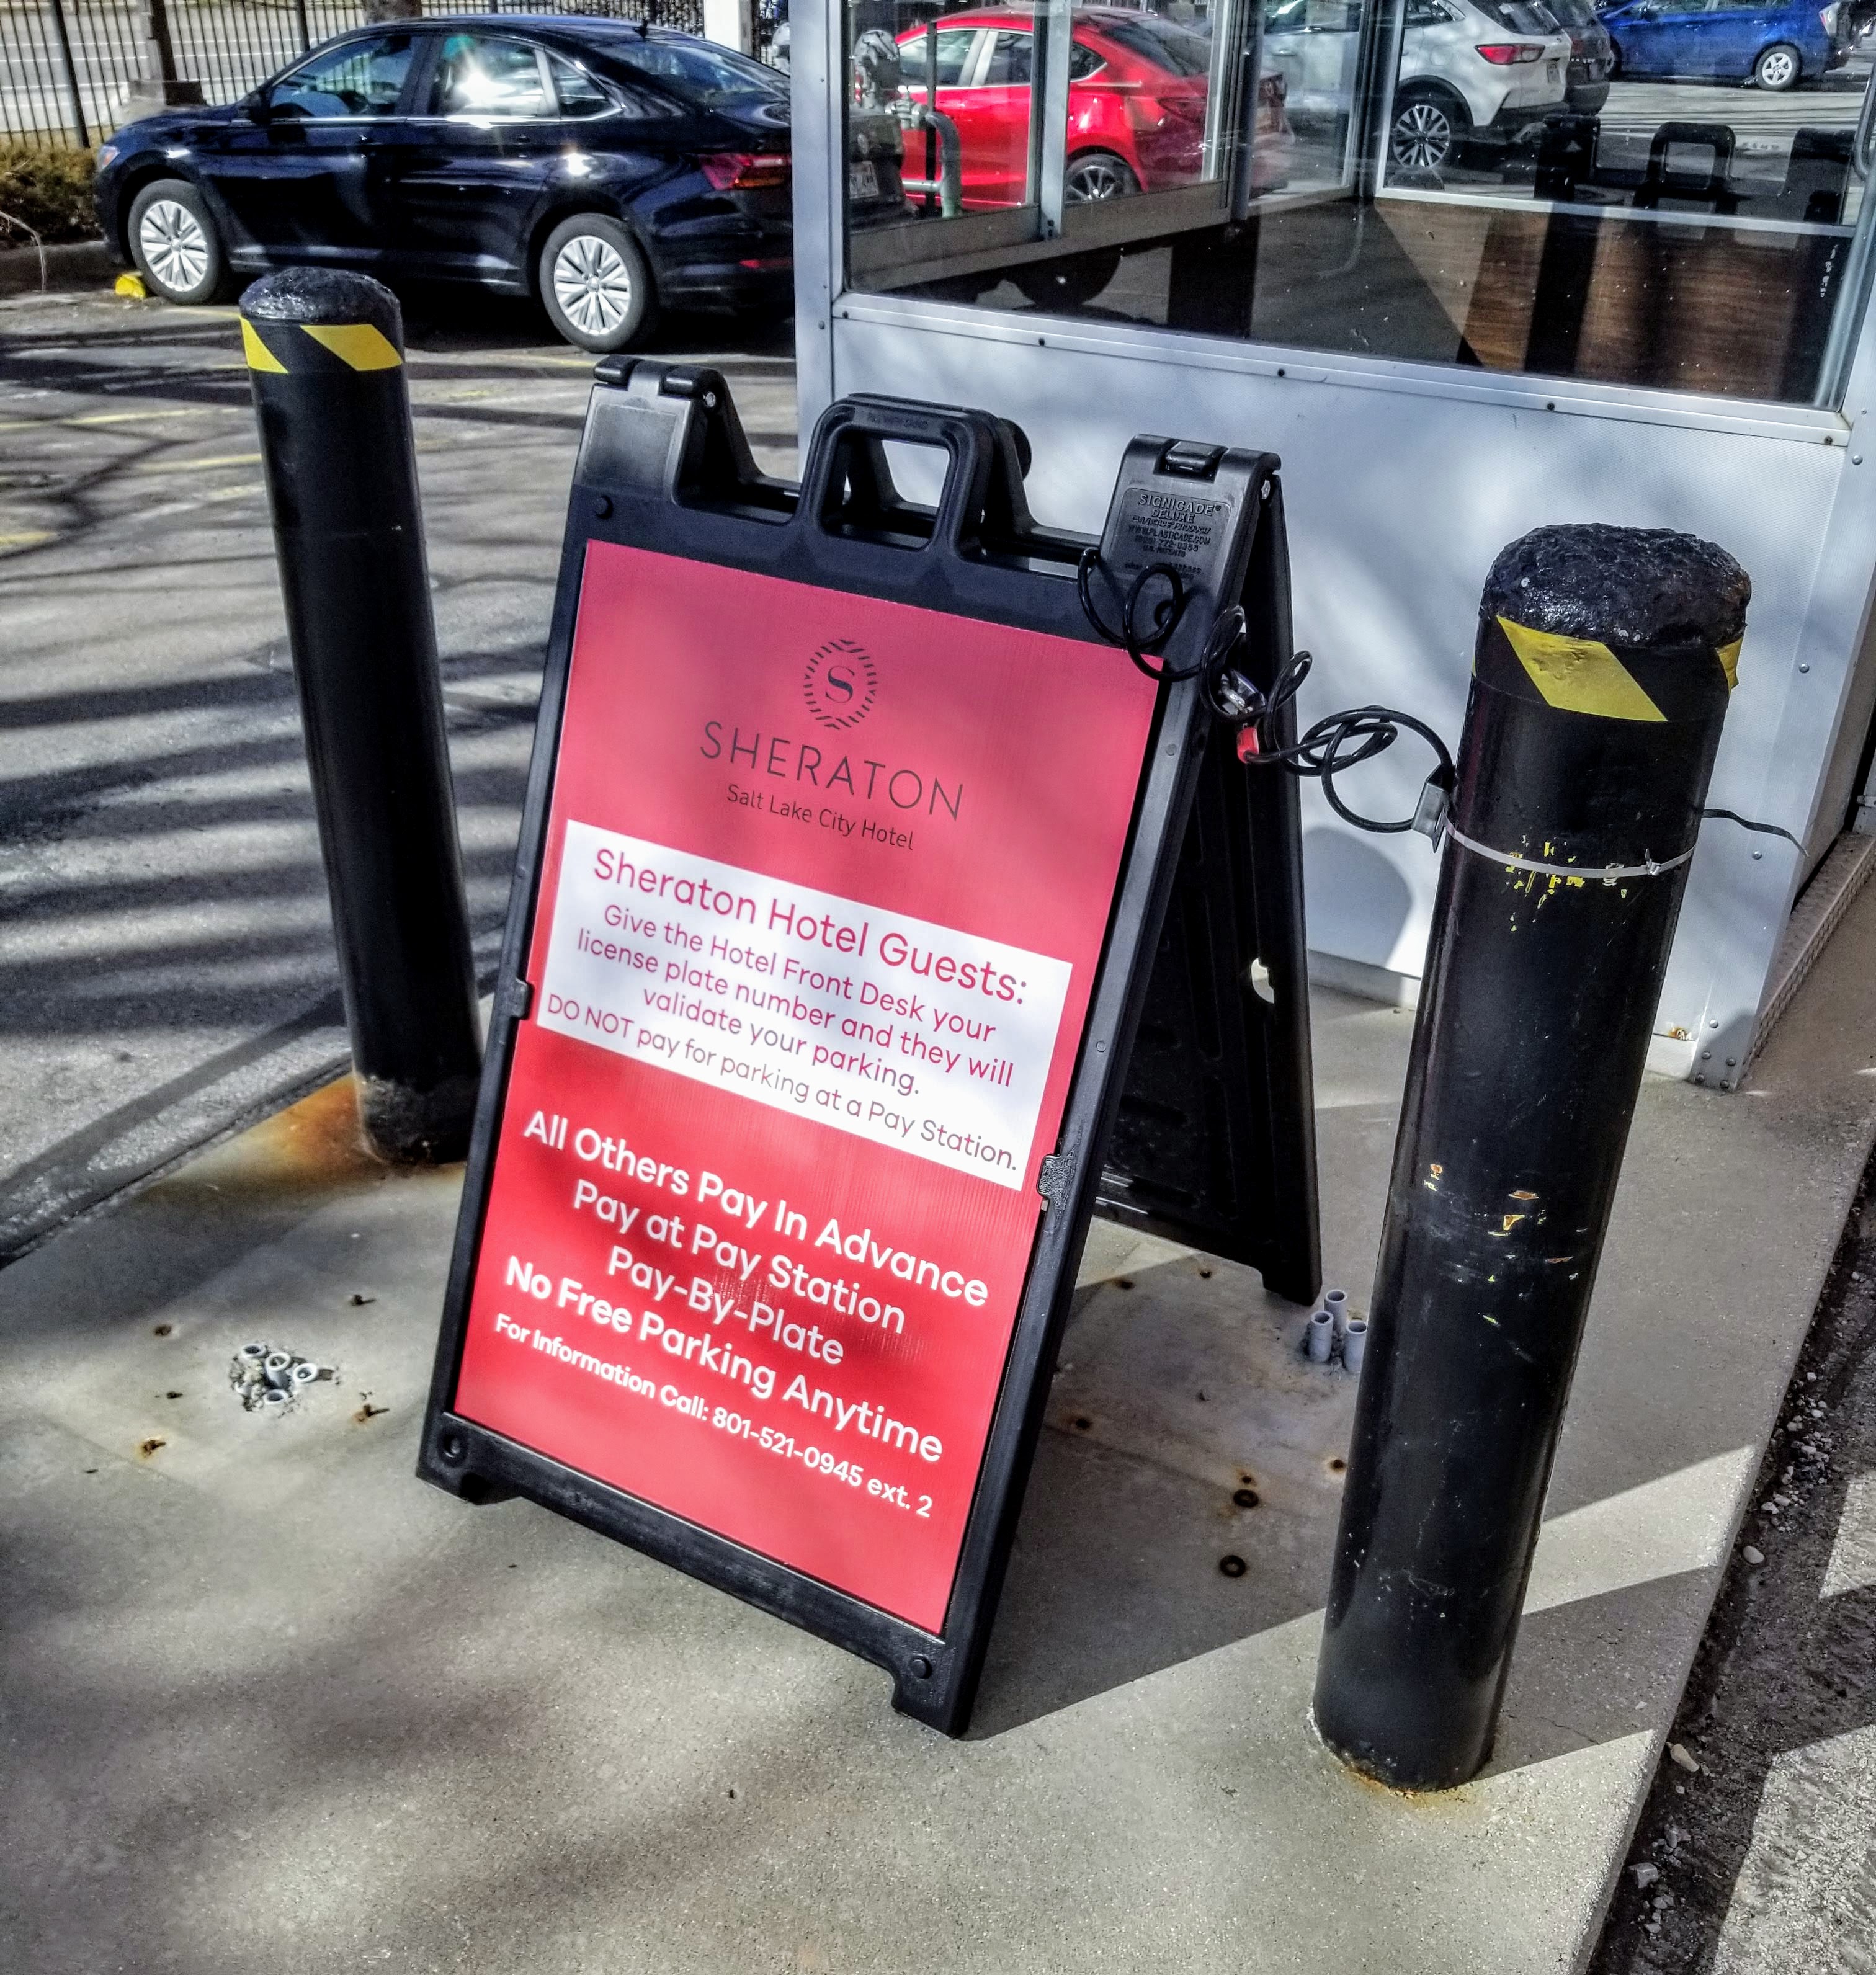 SIGNICADE
DELUXE
WWW.PLASTICADE.COM
S
SHERATON
Salt Lake City Hotel
Sheraton Hotel Guests:
Give the Hotel Front Desk your
license plate number and they will
validate your parking.
DO NOT pay for parking at a Pay Station.
All Others Pay In Advance
Pay at Pay Station
Pay-By-Plate
No Free Parking Anytime
For Information Call: 801-521-0945 ext. 2